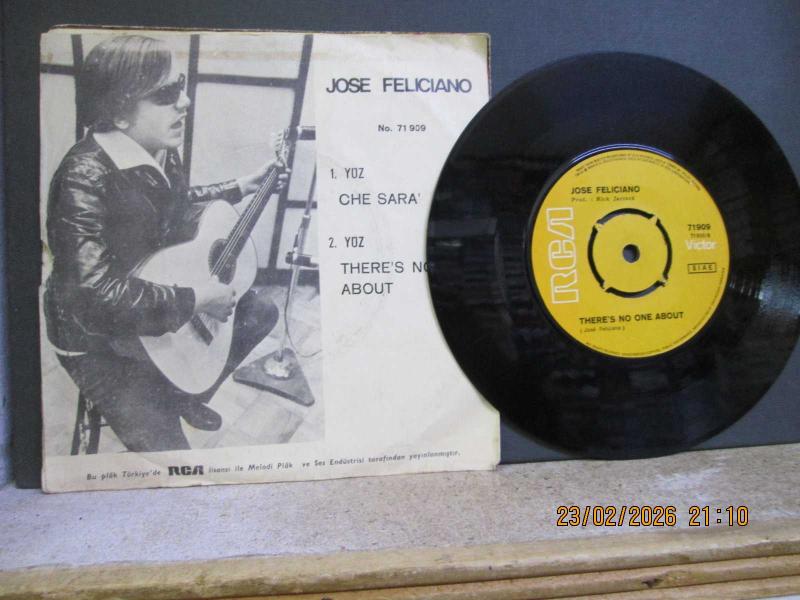 JOSE FELICIANO
No. 71 909
1. YÜZ
CHE SARA'
2. YÜZ
THERE'S NO
ABOUT
Bu plâk Türkiye'de RCA lisansı ile Melodi Plâk ve Ses Endüstrisi tarafından yayınlanmıştır.
JOSE FELICIANO
Prod. : Rick Jarrard
RCA
71909
Victor
SIAE
THERE'S NO ONE ABOUT
( José Feliciano )
23/02/2026 21:10